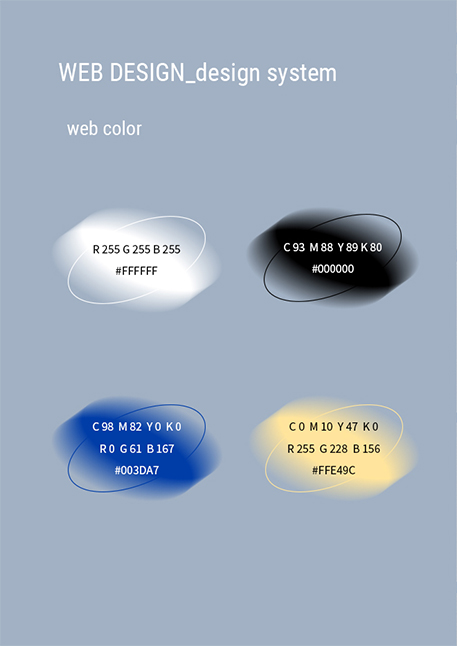 WEB DESIGN_design system
web color
R 255 G 255 B 255
#FFFFFF
C 93 M 88 Y 89 K 80
#000000
C 98 M 82 Y 0 K 0
R 0 G 61 B 167
#003DA7
C 0 M 10 Y 47 K 0
R 255 G 228 B 156
#FFE49C